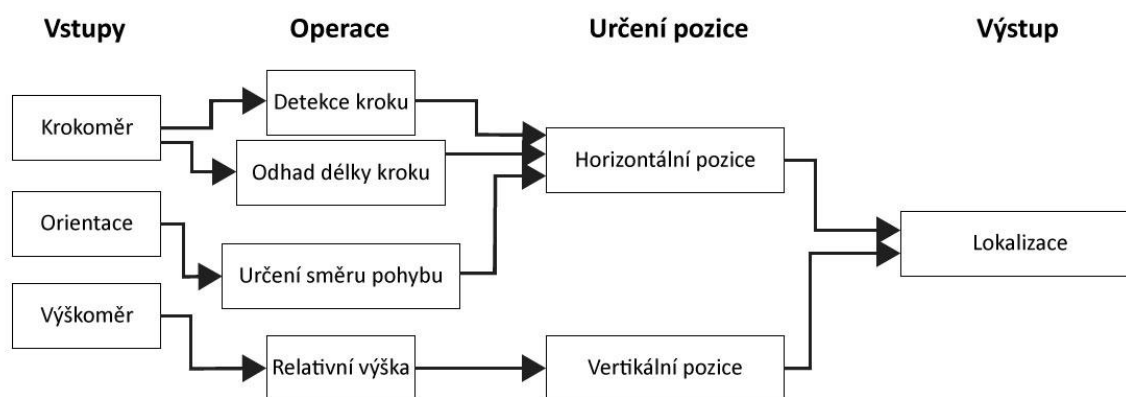 Vstupy
Operace
Určení pozice
Výstup
Krokoměr
Orientace
Výškoměr
Detekce kroku
Odhad délky kroku
Určení směru pohybu
Relativní výška
Horizontální pozice
Vertikální pozice
Lokalizace